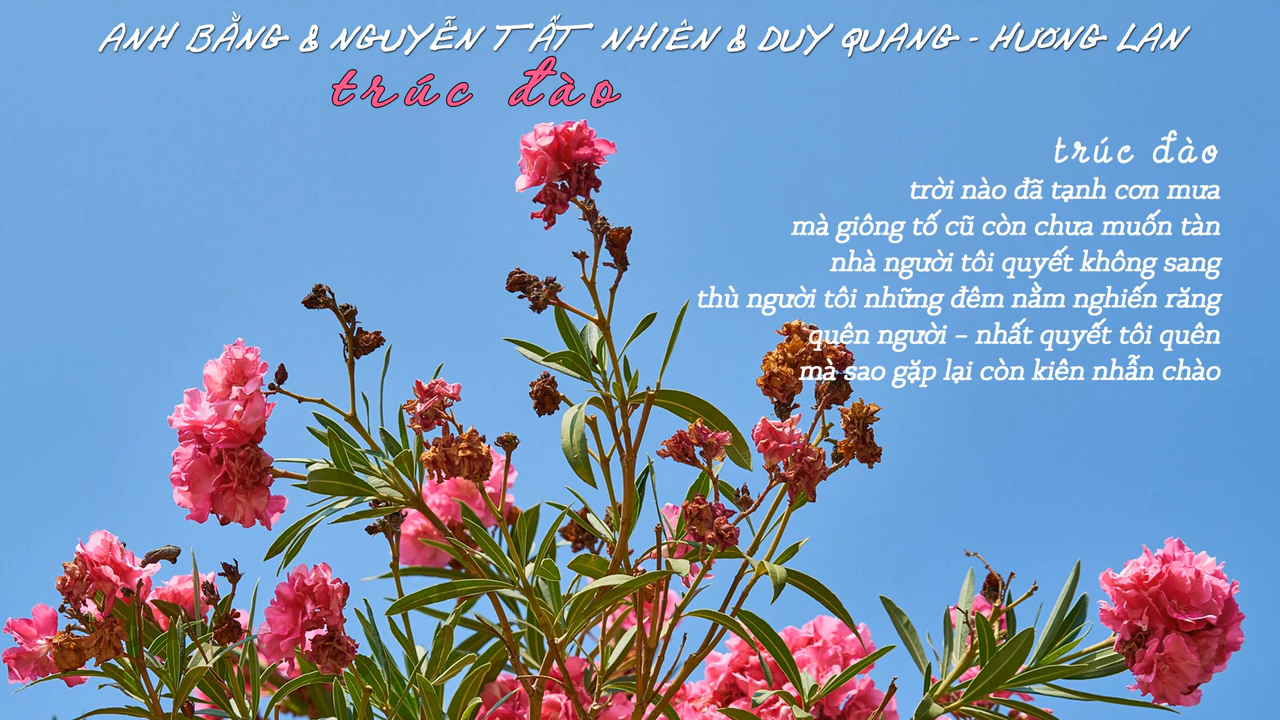 ANH BẰNG & NGUYỄN TẤT NHIÊN & DUY QUANG - HƯƠNG LAN
trúc đào
trúc đào
trời nào đã tạnh cơn mưa
mà giông tố cũ còn chưa muốn tàn
nhà người tôi quyết không sang
thù người tôi những đêm nằm nghiến răng
quên người – nhất quyết tôi quên
mà sao gặp lại còn kiên nhẫn chào